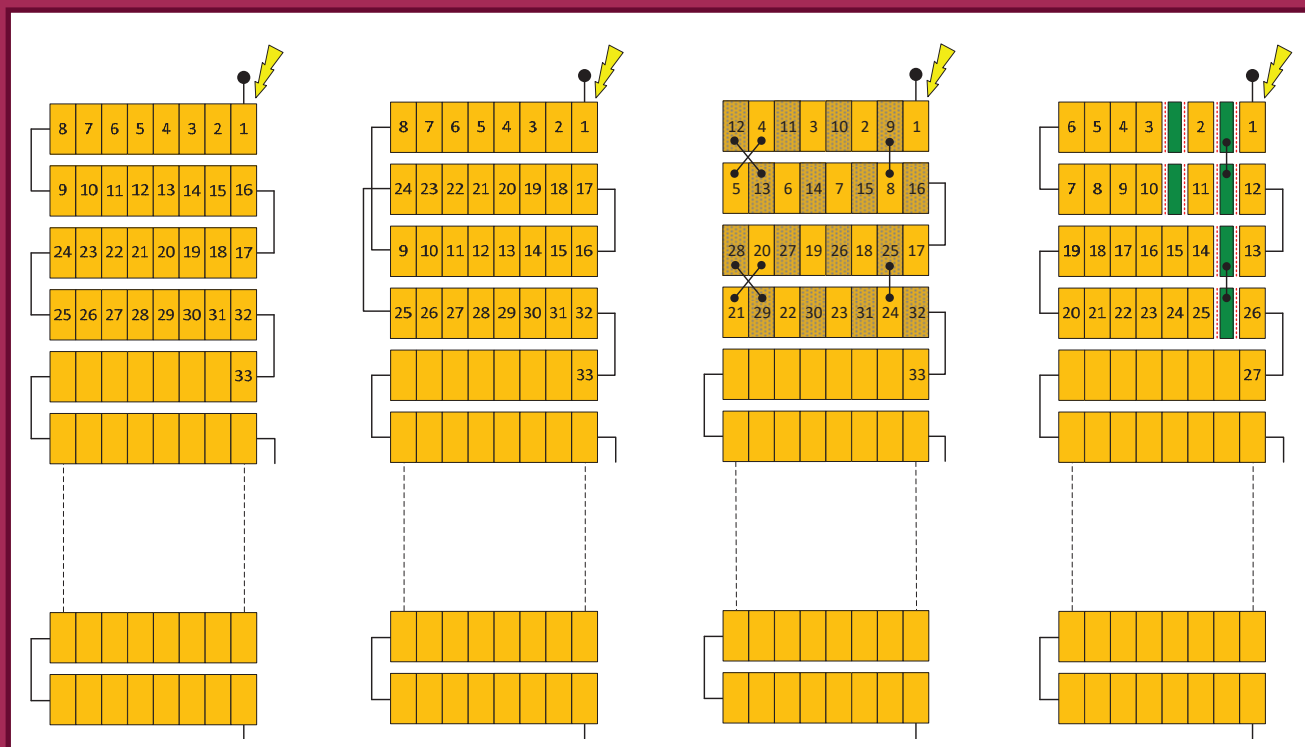 8 7 6 5 4 3 2 1
9 10 11 12 13 14 15 16
24 23 22 21 20 19 18 17
25 26 27 28 29 30 31 32
33
8 7 6 5 4 3 2 1
24 23 22 21 20 19 18 17
9 10 11 12 13 14 15 16
25 26 27 28 29 30 31 32
33
12 4 11 3 10 2 9 1
5 13 6 14 7 15 8 16
28 20 27 19 26 18 25 17
21 29 22 30 23 31 24 32
33
6 5 4 3 2 1
7 8 9 10 11 12
19 18 17 16 15 14 13
20 21 22 23 24 25 26
27